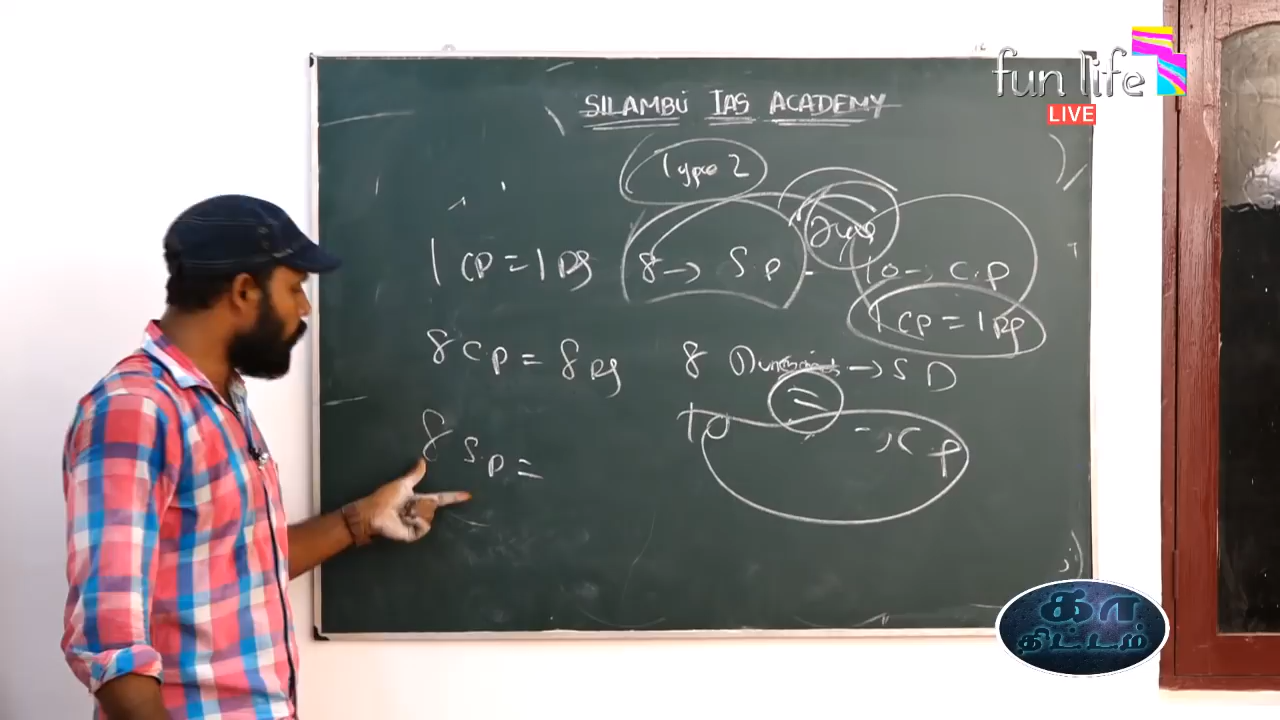 fun life
LIVE
SILAMBU IAS ACADEMY
Type 2
1 CP = 1 Rs
8 → S.P
10 → C.P
1 CP = 1 Rs
8 C.P = 8 Rs
8
→ S
=
10 → C P
8 S.P =
கா
திட்டம்